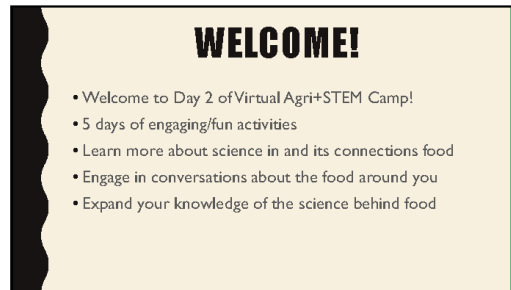 WELCOME!
• Welcome to Day 2 of Virtual Agri+STEM Camp!
• 5 days of engaging/fun activities
• Learn more about science in and its connections food
• Engage in conversations about the food around you
• Expand your knowledge of the science behind food